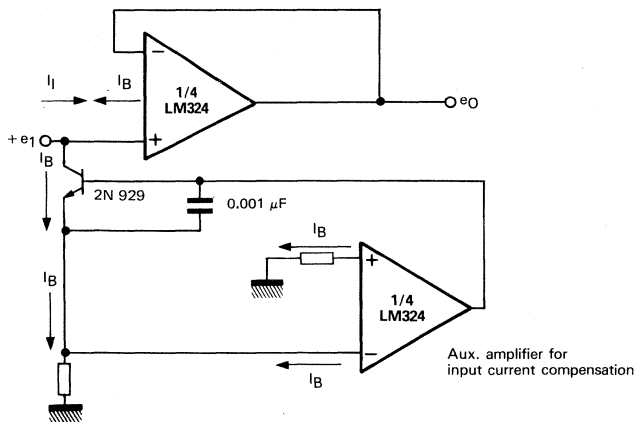 −
1/4
LM324
+
I_I
I_B
+e_1
e_O
I_B
2N 929
0.001 μF
I_B
I_B
+
1/4
LM324
−
I_B
Aux. amplifier for
input current compensation